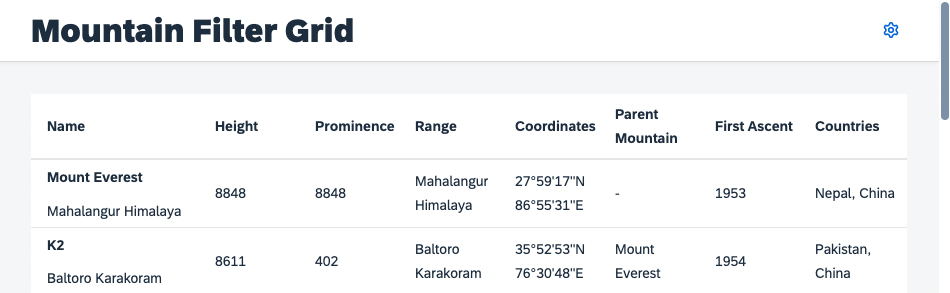 Mountain Filter Grid
Name Height Prominence Range Coordinates Parent Mountain First Ascent Countries
Mount Everest
Mahalangur Himalaya
8848
8848
Mahalangur
Himalaya
27°59'17"N
86°55'31"E
-
1953
Nepal, China
K2
Baltoro Karakoram
8611
402
Baltoro
Karakoram
35°52'53"N
76°30'48"E
Mount
Everest
1954
Pakistan,
China